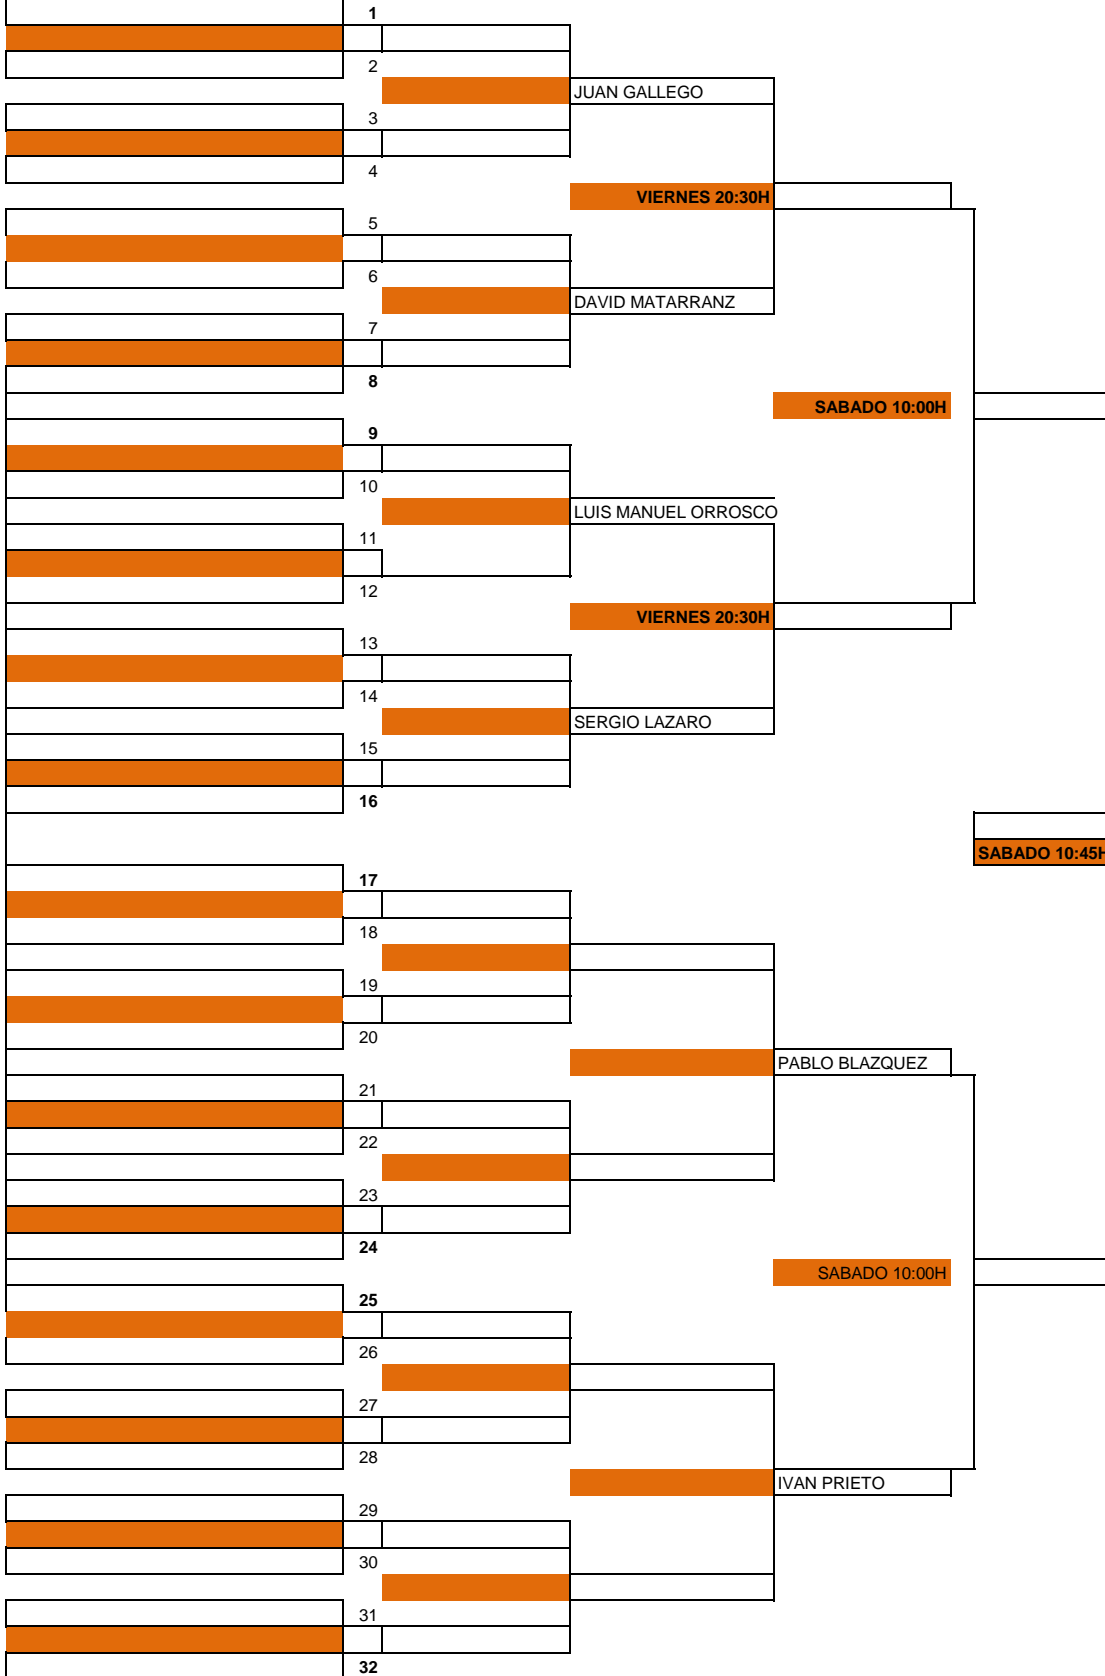 1
2
JUAN GALLEGO
3
4
VIERNES 20:30H
5
6
DAVID MATARRANZ
7
8
SABADO 10:00H
9
10
LUIS MANUEL ORROSCO
11
12
VIERNES 20:30H
13
14
SERGIO LAZARO
15
16
SABADO 10:45H
17
18
19
20
PABLO BLAZQUEZ
21
22
23
24
SABADO 10:00H
25
26
27
28
IVAN PRIETO
29
30
31
32